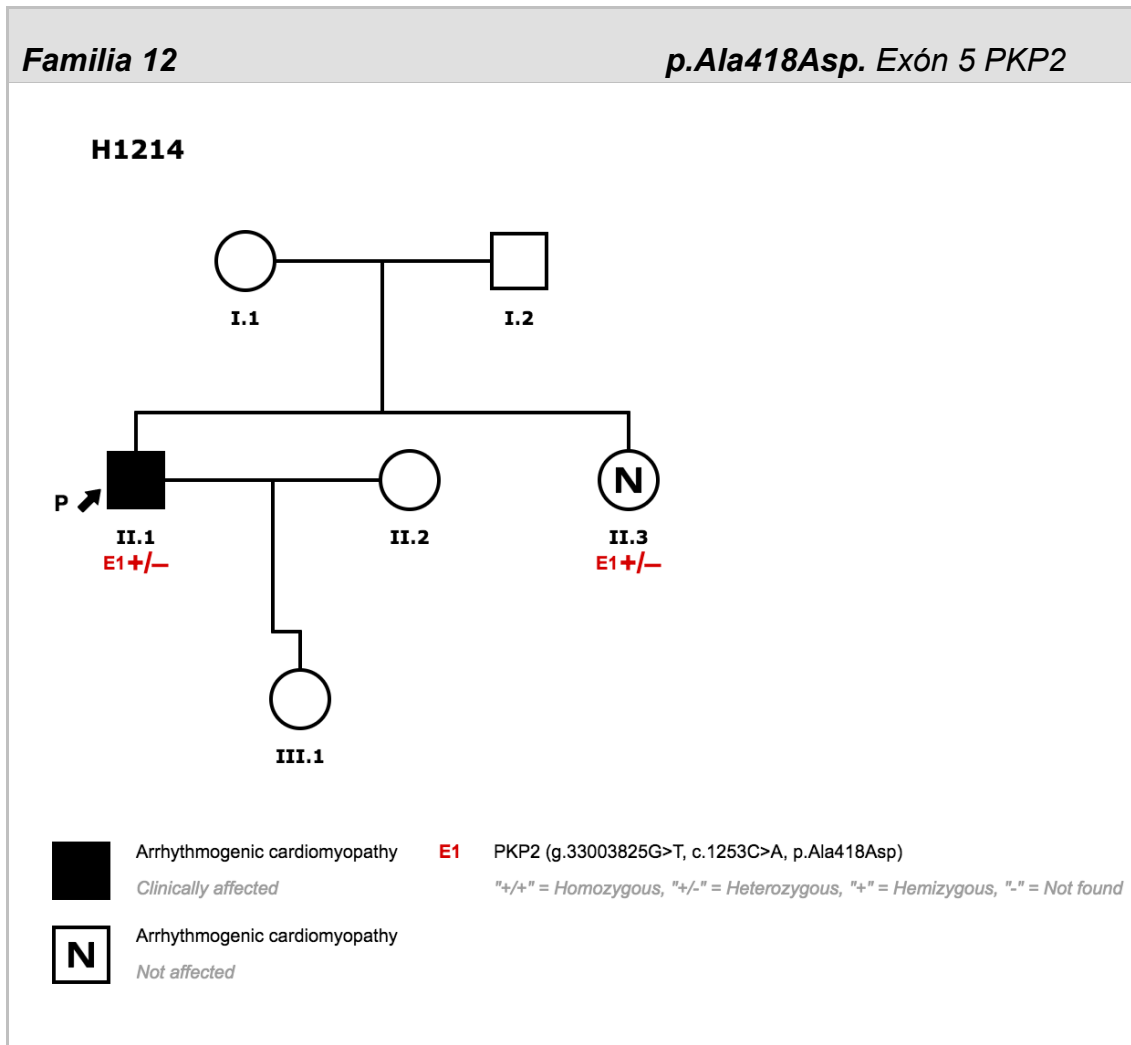 Familia 12
p.Ala418Asp. Exón 5 PKP2
H1214
I.1
I.2
P
N
II.1
E1+/–
II.2
II.3
E1+/–
III.1
Arrhythmogenic cardiomyopathy
Clinically affected
E1 PKP2 (g.33003825G>T, c.1253C>A, p.Ala418Asp)
"+/+" = Homozygous, "+/-" = Heterozygous, "+" = Hemizygous, "-" = Not found
N
Arrhythmogenic cardiomyopathy
Not affected